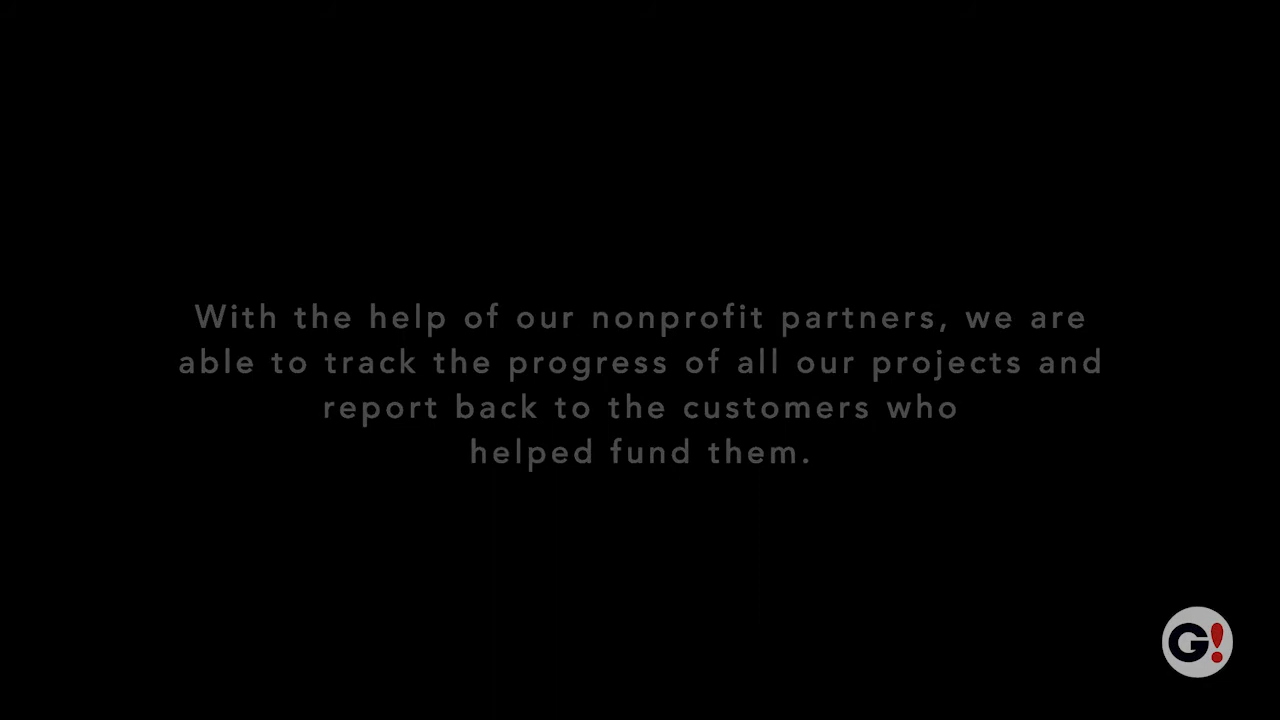 With the help of our nonprofit partners, we are
able to track the progress of all our projects and
report back to the customers who
helped fund them.
G!